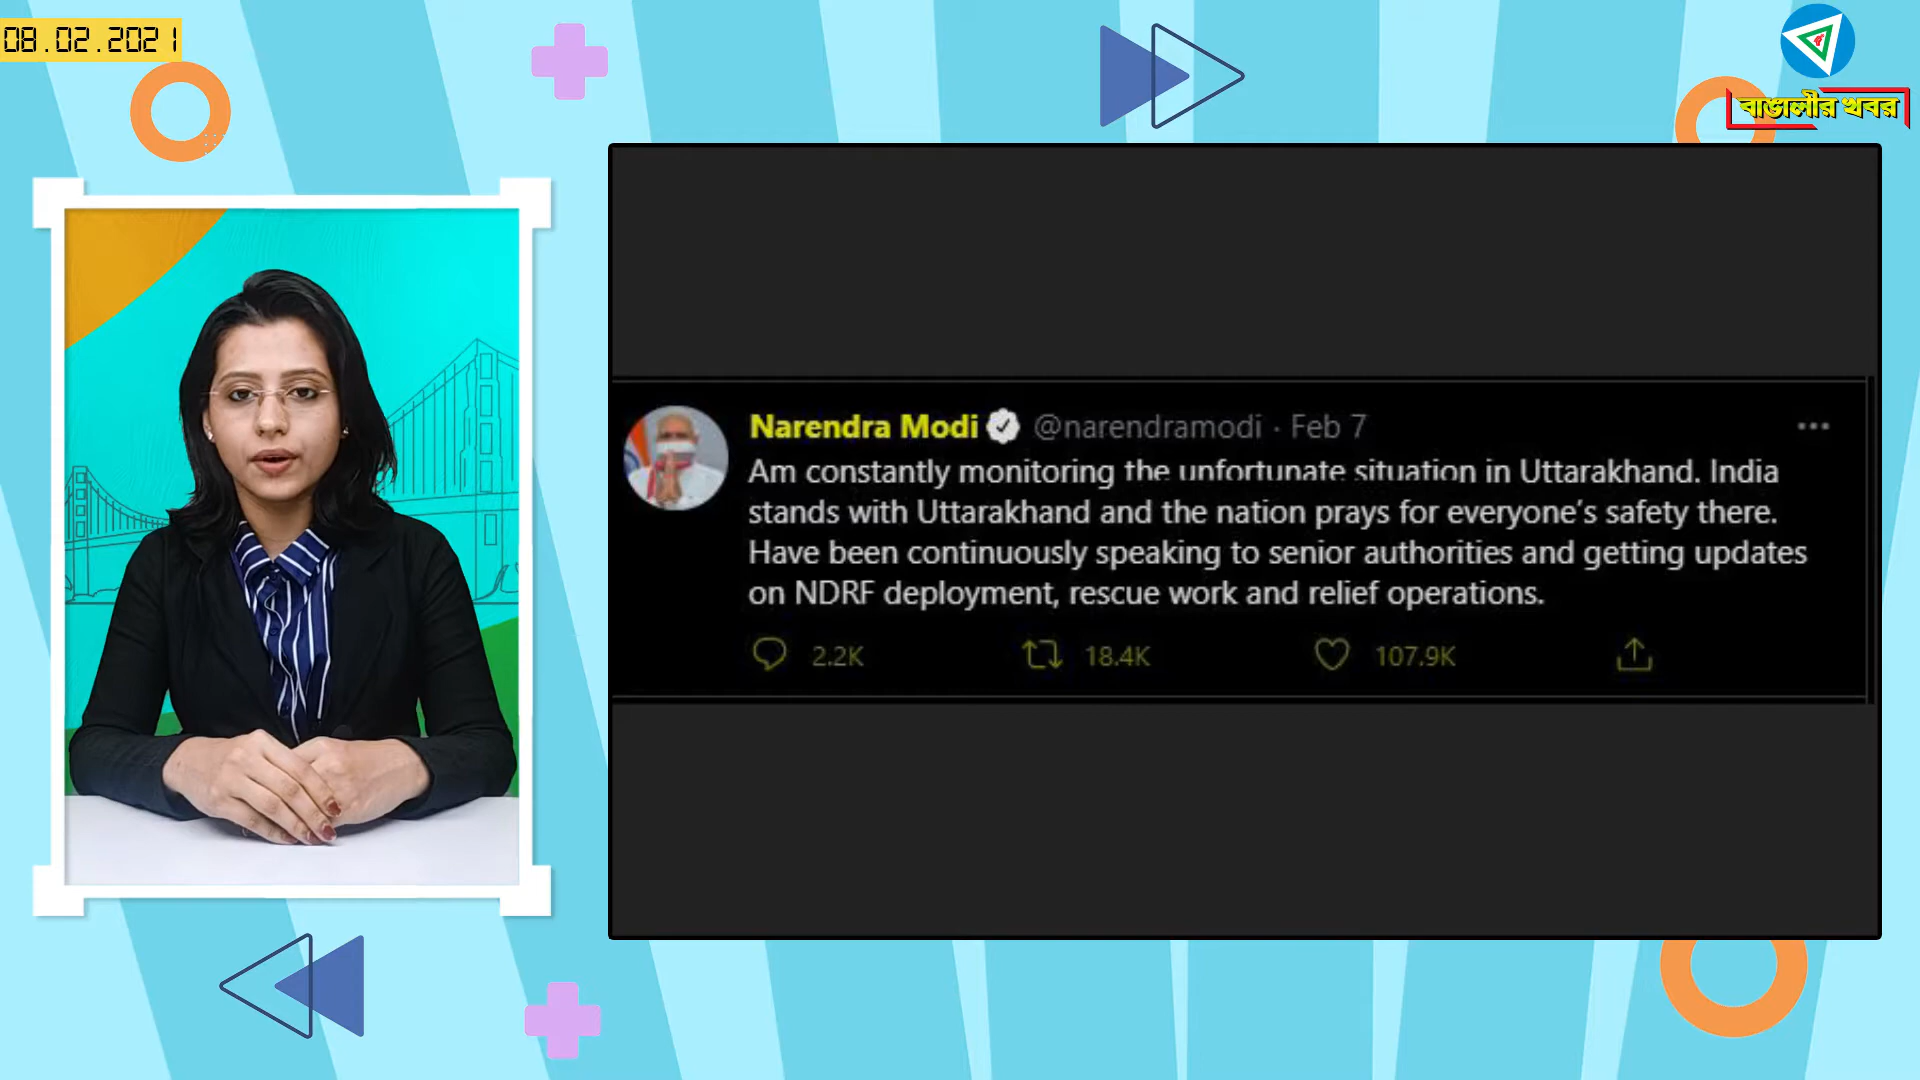 08.02.2021
বাঙালীর খবর
Narendra Modi @narendramodi · Feb 7
Am constantly monitoring the unfortunate situation in Uttarakhand. India
stands with Uttarakhand and the nation prays for everyone’s safety there.
Have been continuously speaking to senior authorities and getting updates
on NDRF deployment, rescue work and relief operations.
2.2K 18.4K 107.9K